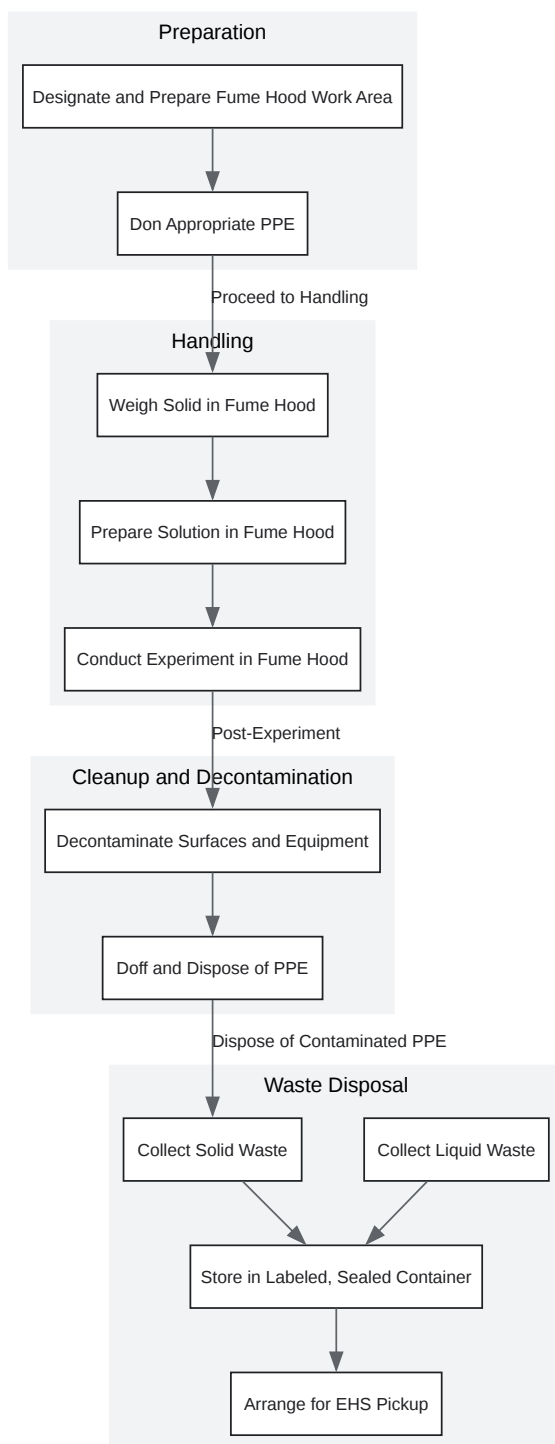 Preparation
Designate and Prepare Fume Hood Work Area
Don Appropriate PPE
Proceed to Handling
Handling
Weigh Solid in Fume Hood
Prepare Solution in Fume Hood
Conduct Experiment in Fume Hood
Post-Experiment
Cleanup and Decontamination
Decontaminate Surfaces and Equipment
Doff and Dispose of PPE
Dispose of Contaminated PPE
Waste Disposal
Collect Solid Waste
Collect Liquid Waste
Store in Labeled, Sealed Container
Arrange for EHS Pickup